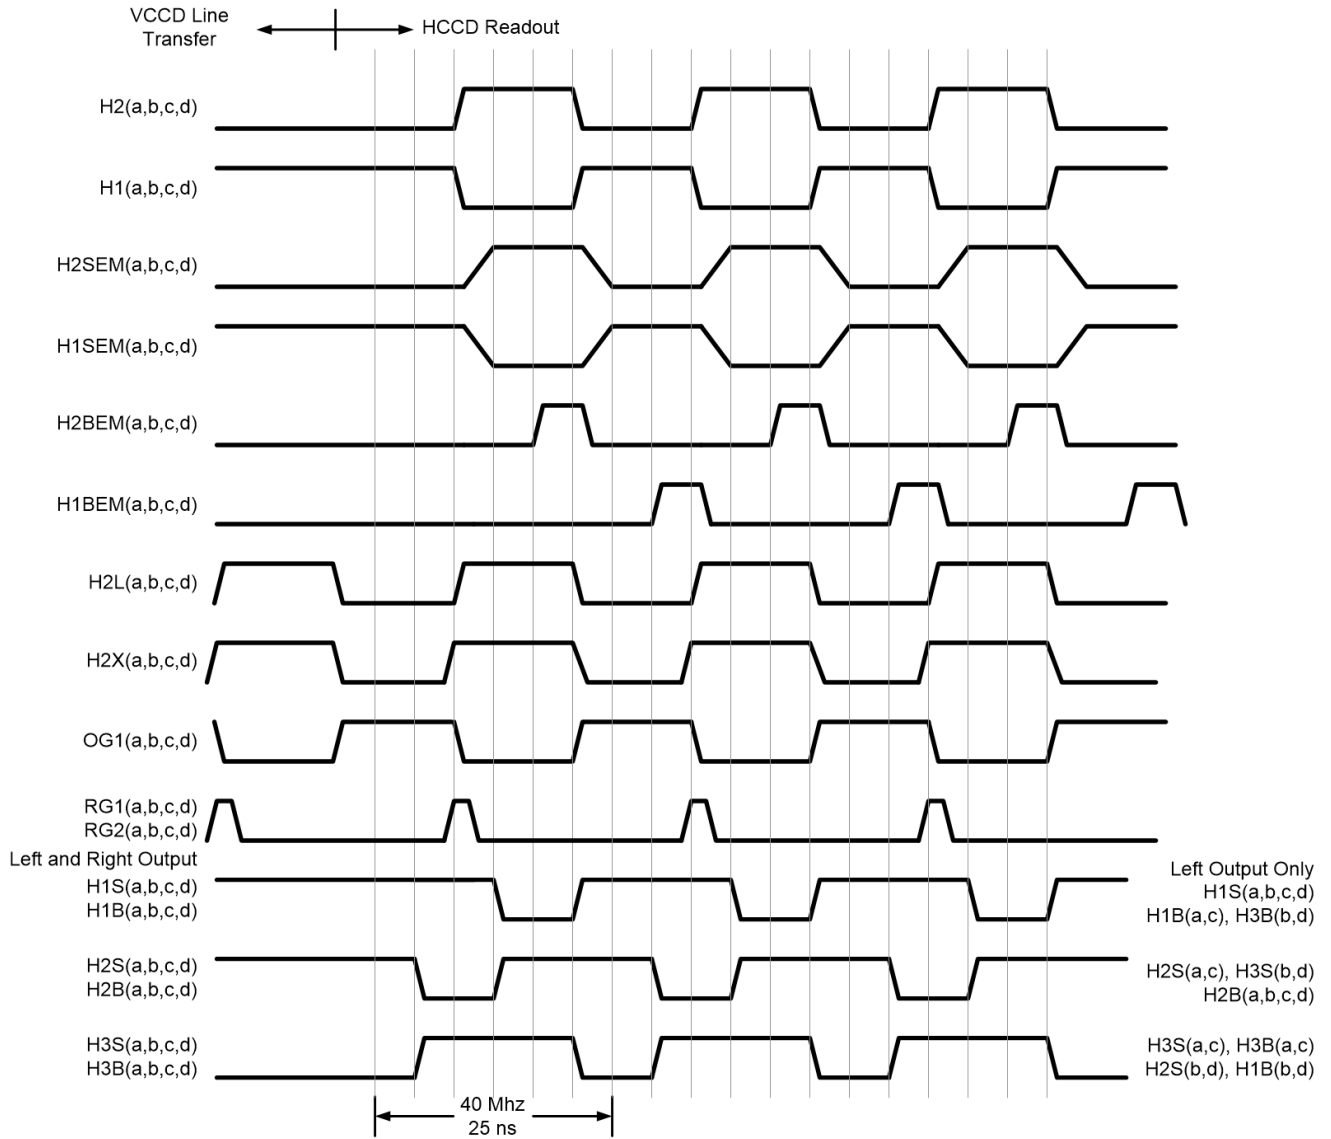 VCCD Line
Transfer
HCCD Readout
H2(a,b,c,d)
H1(a,b,c,d)
H2SEM(a,b,c,d)
H1SEM(a,b,c,d)
H2BEM(a,b,c,d)
H1BEM(a,b,c,d)
H2L(a,b,c,d)
H2X(a,b,c,d)
OG1(a,b,c,d)
RG1(a,b,c,d)
RG2(a,b,c,d)
Left and Right Output
H1S(a,b,c,d)
H1B(a,b,c,d)
Left Output Only
H1S(a,b,c,d)
H1B(a,c), H3B(b,d)
H2S(a,b,c,d)
H2B(a,b,c,d)
H2S(a,c), H3S(b,d)
H2B(a,b,c,d)
H3S(a,b,c,d)
H3B(a,b,c,d)
H3S(a,c), H3B(a,c)
H2S(b,d), H1B(b,d)
40 Mhz
25 ns